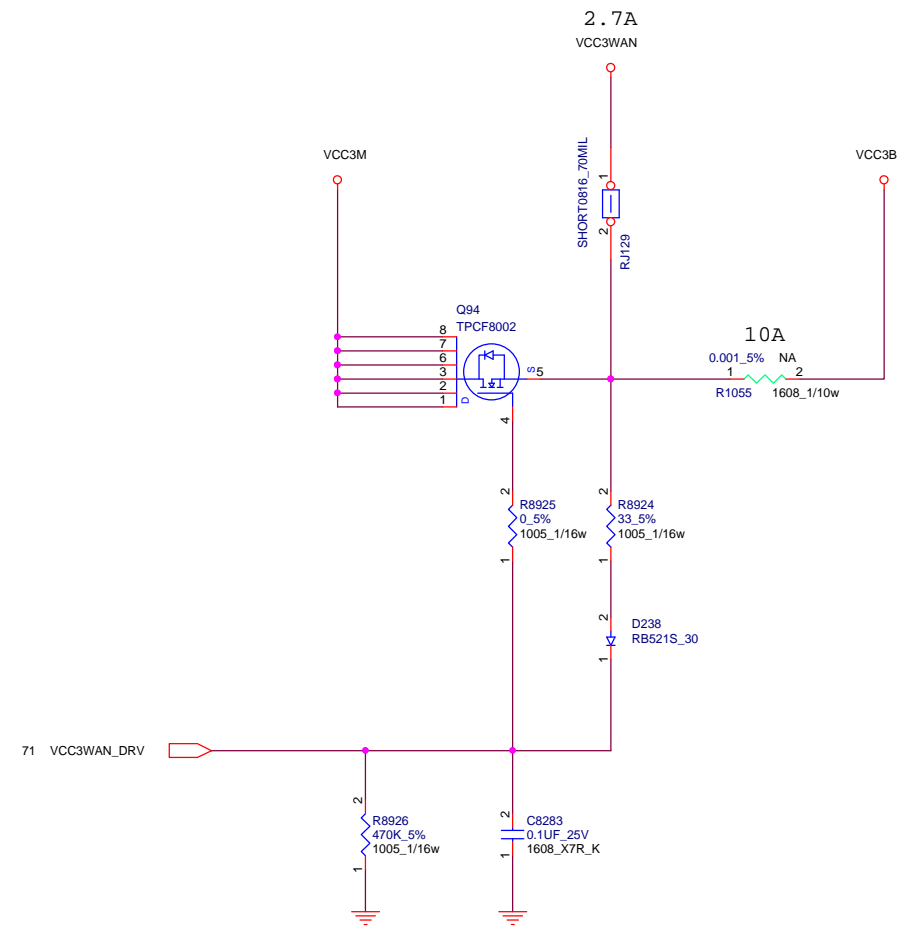 2.7A
VCC3WAN
VCC3M
VCC3B
SHORT0816_70MIL
1
2
RJ129
Q94
TPCF8002
8
7
6
3
2
1
D
S
5
4
10A
0.001_5% NA
1 2
R1055 1608_1/10w
2
R8925
0_5%
1005_1/16w
1
2
R8924
33_5%
1005_1/16w
1
2
D238
RB521S_30
1
71 VCC3WAN_DRV
2
R8926
470K_5%
1005_1/16w
1
2
C8283
0.1UF_25V
1608_X7R_K
1